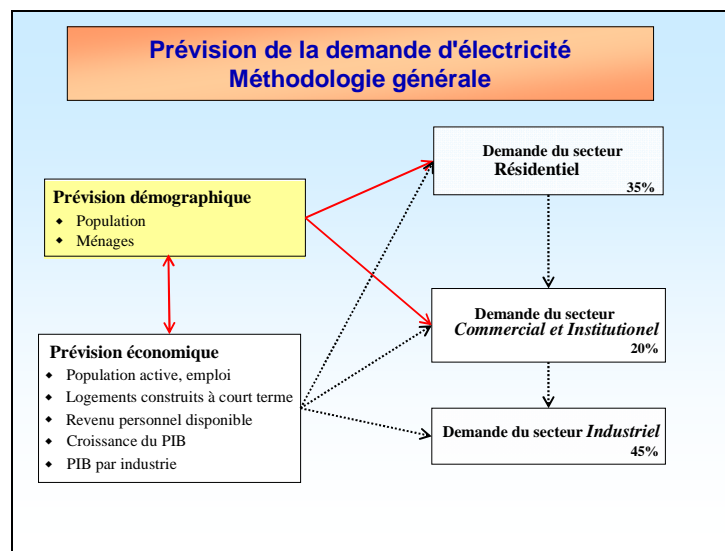 Prévision de la demande d'électricité
Méthodologie générale
Prévision démographique
◆ Population
◆ Ménages
Prévision économique
◆ Population active, emploi
◆ Logements construits à court terme
◆ Revenu personnel disponible
◆ Croissance du PIB
◆ PIB par industrie
Demande du secteur
Résidentiel
35%
Demande du secteur
Commercial et Institutionel
20%
Demande du secteur Industriel
45%